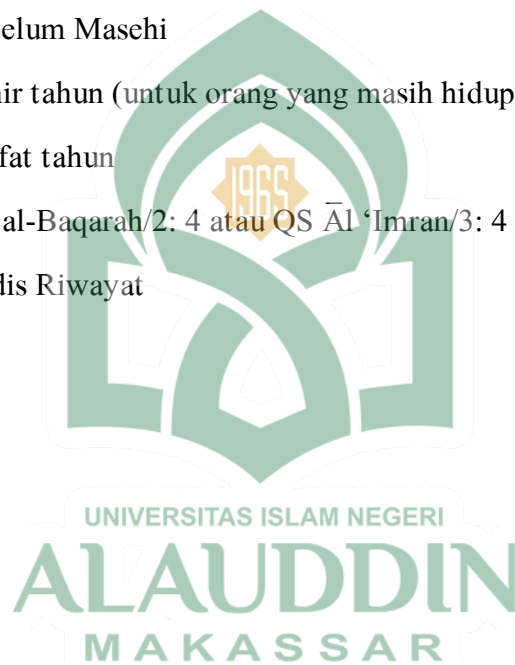 elum Masehi
ir tahun (untuk orang yang masih hidup
fat tahun
1965
al-Baqarah/2: 4 atau QS Āl ‘Imran/3: 4
dis Riwayat
UNIVERSITAS ISLAM NEGERI
ALAUDDIN
MAKASSAR